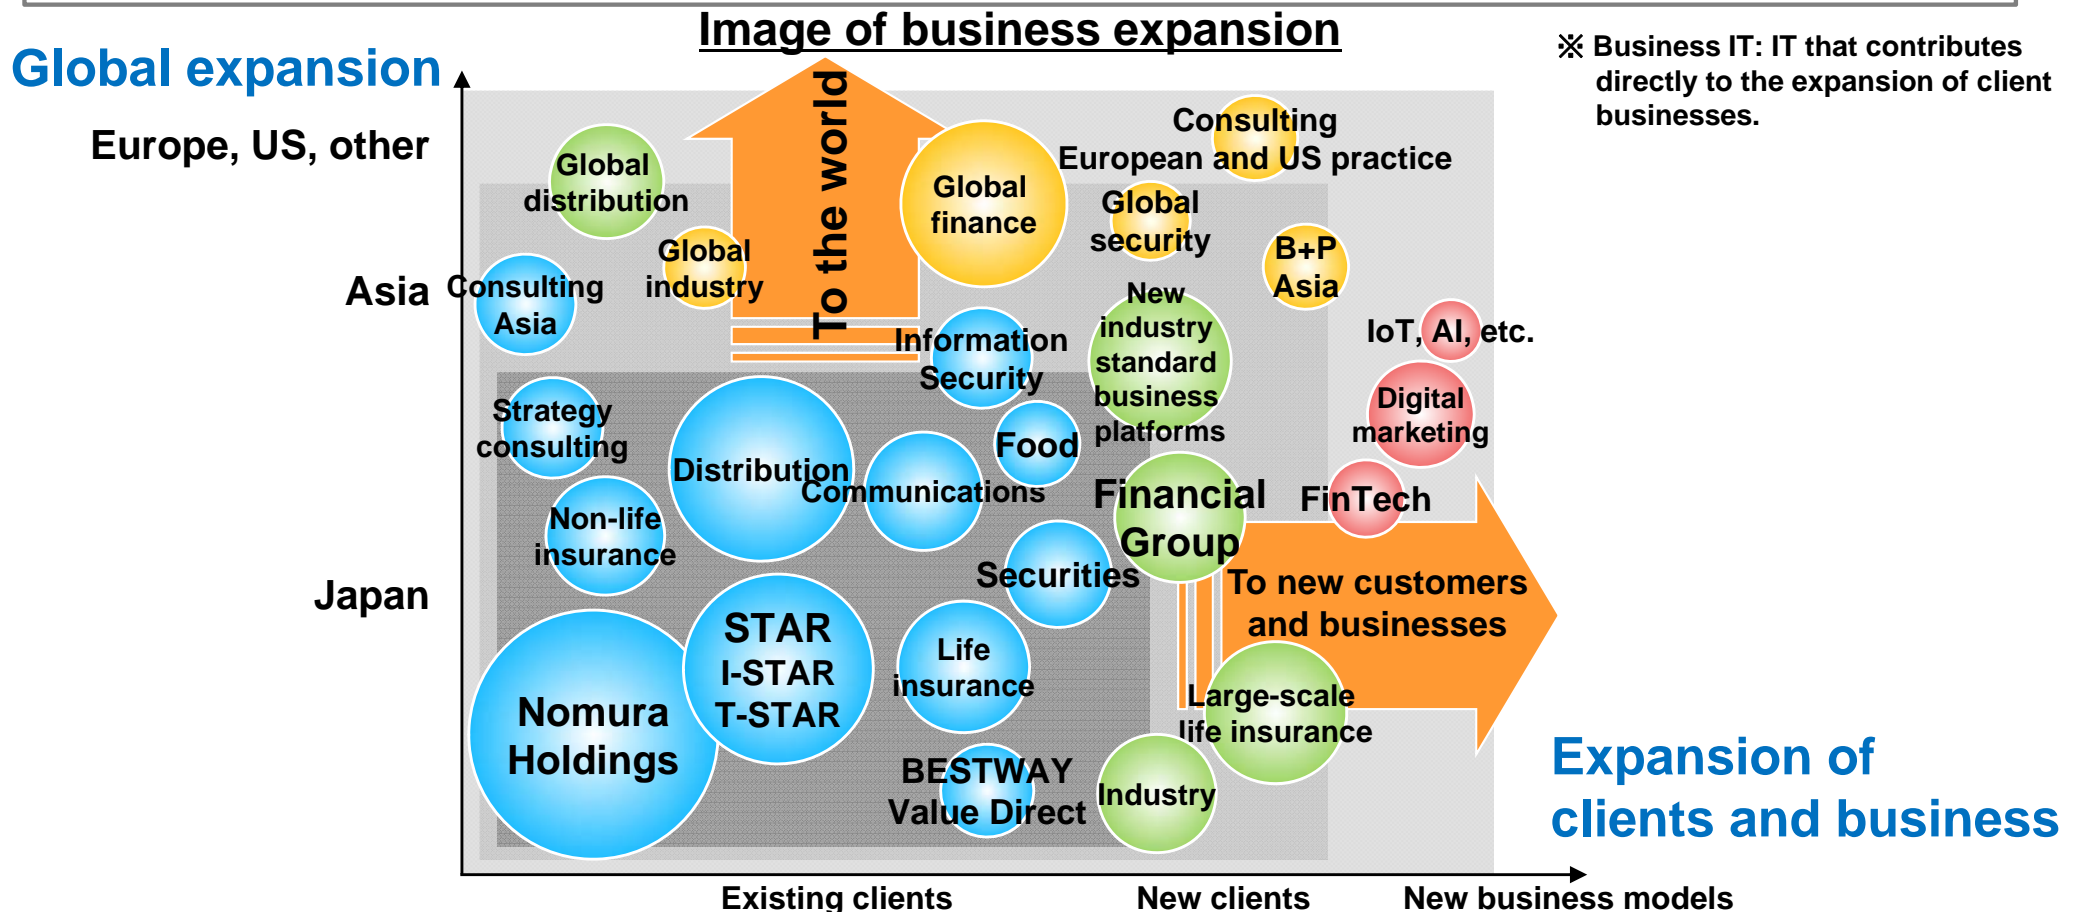 Image of business expansion
※ Business IT: IT that contributes
directly to the expansion of client
businesses.
Global expansion
Europe, US, other
Asia
Japan
To the world
Global
distribution
Global
industry
Consulting
Asia
Global
finance
Consulting
European and US practice
Global
security
B+P
Asia
New
industry
standard
business
platforms
IoT, AI, etc.
Digital
marketing
FinTech
Information
Security
Strategy
consulting
Distribution
Communications
Food
Non-life
insurance
Securities
Financial
Group
To new customers
and businesses
STAR
I-STAR
T-STAR
Life
insurance
Nomura
Holdings
BESTWAY
Value Direct
Industry
Large-scale
life insurance
Expansion of
clients and business
Existing clients
New clients
New business models